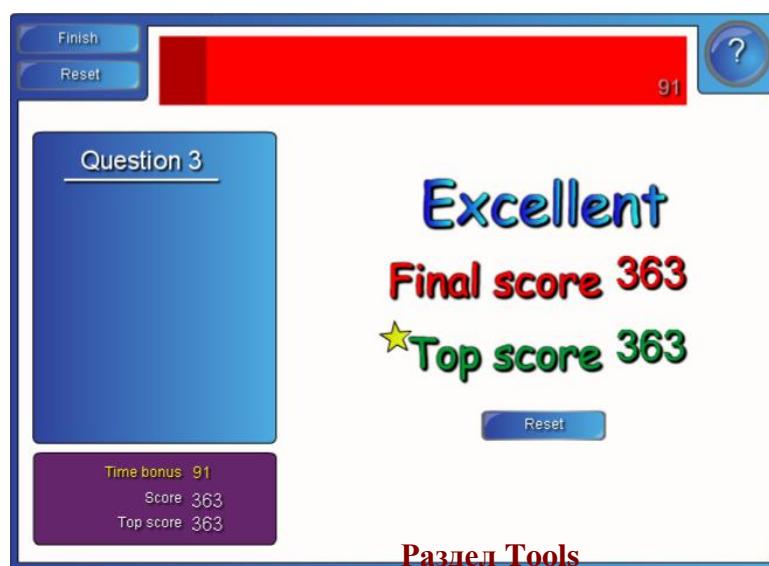 Finish
Reset
91
?
Question 3
Excellent
Final score 363
Top score 363
Reset
Time bonus 91
Score 363
Top score 363
Раздел Tools